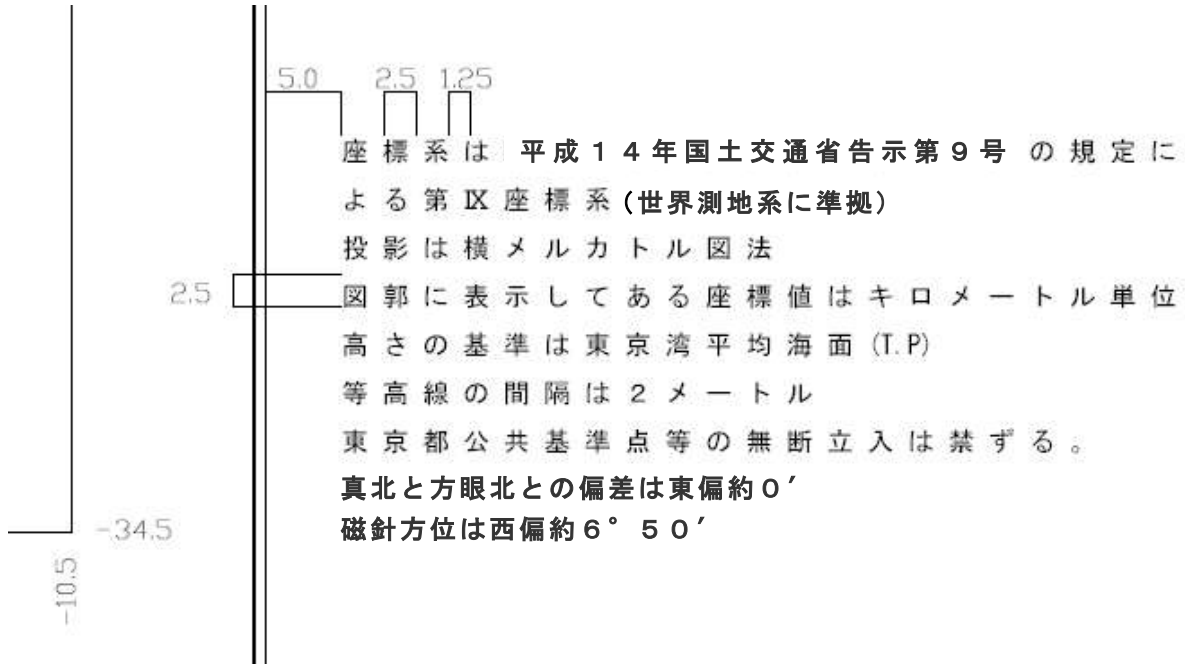 5.0 2.5 1.25
座標系は 平成１４年国土交通省告示第９号 の規定に
よる第Ⅸ座標系(世界測地系に準拠)
投影は横メルカトル図法
2.5 図郭に表示してある座標値はキロメートル単位
高さの基準は東京湾平均海面(T.P)
等高線の間隔は２メートル
東京都公共基準点等の無断立入は禁ずる。
真北と方眼北との偏差は東偏約０′
磁針方位は西偏約６°５０′
-34.5
-10.5